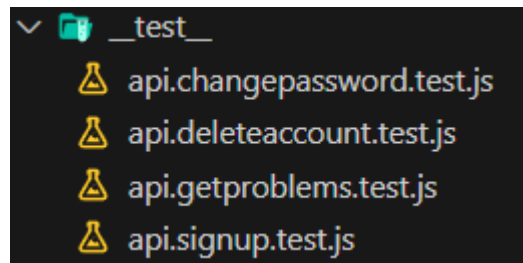 __test__
api.changepassword.test.js
api.deleteaccount.test.js
api.getproblems.test.js
api.signup.test.js